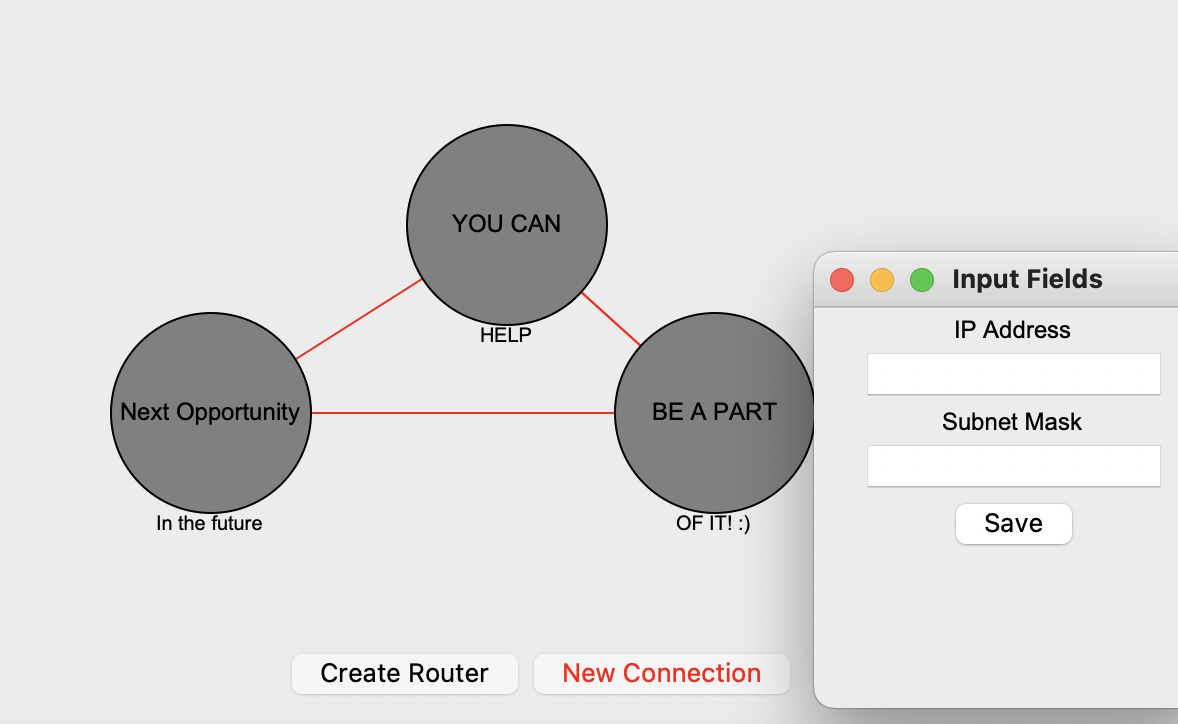 YOU CAN
HELP
Next Opportunity
In the future
BE A PART
OF IT! :)
Create Router
New Connection
Input Fields
IP Address
Subnet Mask
Save